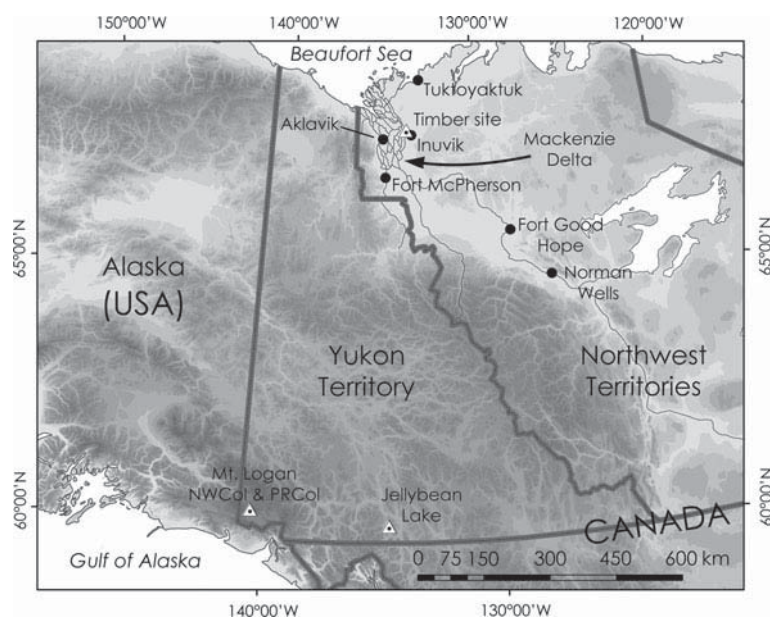 150°00'W
140°00'W
130°00'W
120°00'W
Beaufort Sea
Tuktoyaktuk
Timber site
Aklavik
Inuvik
Mackenzie
Delta
Fort McPherson
65°00'N
65°00'N
Fort Good
Hope
Alaska
(USA)
Norman
Wells
Yukon
Territory
Northwest
Territories
Mt. Logan
NWCol & PRCol
Jellybean
Lake
60°00'N
60°00'N
CANADA
Gulf of Alaska
0 75 150 300 450 600 km
140°00'W
130°00'W